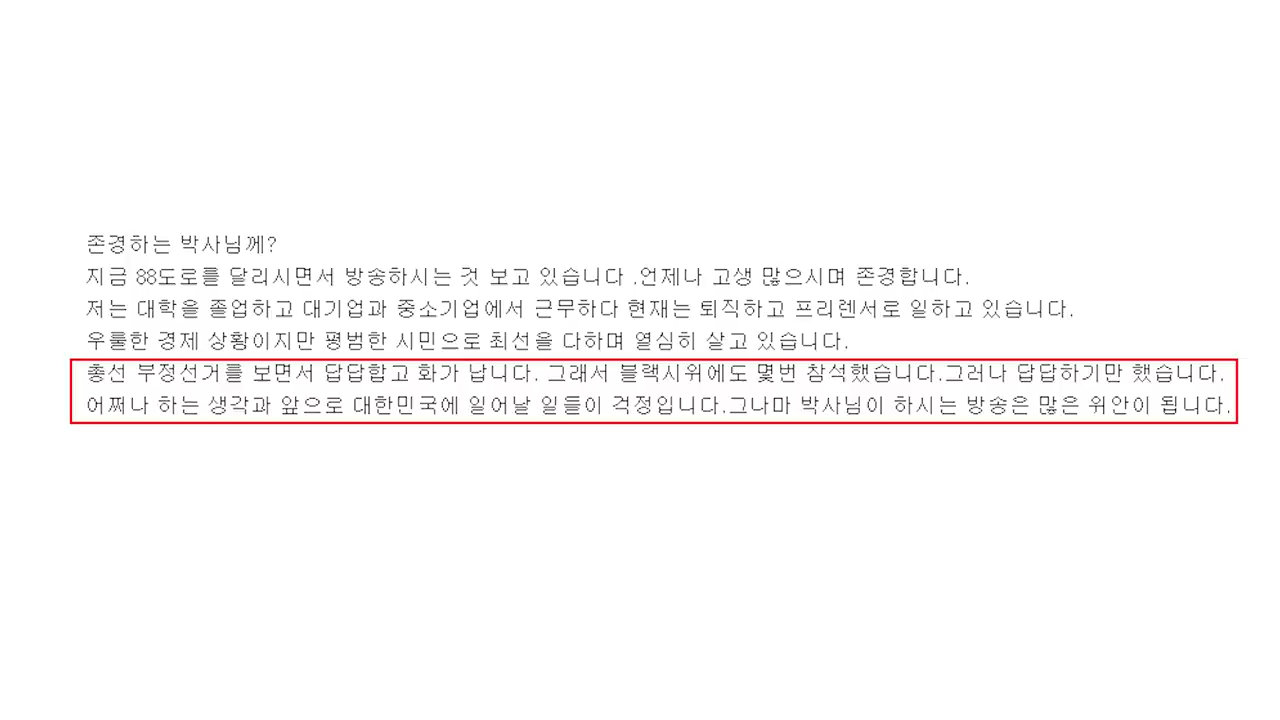 존경하는 박사님께?
지금 88도로를 달리시면서 방송하시는 것 보고 있습니다 .언제나 고생 많으시며 존경합니다.
저는 대학을 졸업하고 대기업과 중소기업에서 근무하다 현재는 퇴직하고 프리렌서로 일하고 있습니다.
우룰한 경제 상황이지만 평범한 시민으로 최선을 다하며 열심히 살고 있습니다.
총선 부정선거를 보면서 답답합고 화가 납니다. 그래서 블랙시위에도 몇번 참석했습니다.그러나 답답하기만 했습니다.
어쩌나 하는 생각과 앞으로 대한민국에 일어날 일들이 걱정입니다.그나마 박사님이 하시는 방송은 많은 위안이 됩니다.